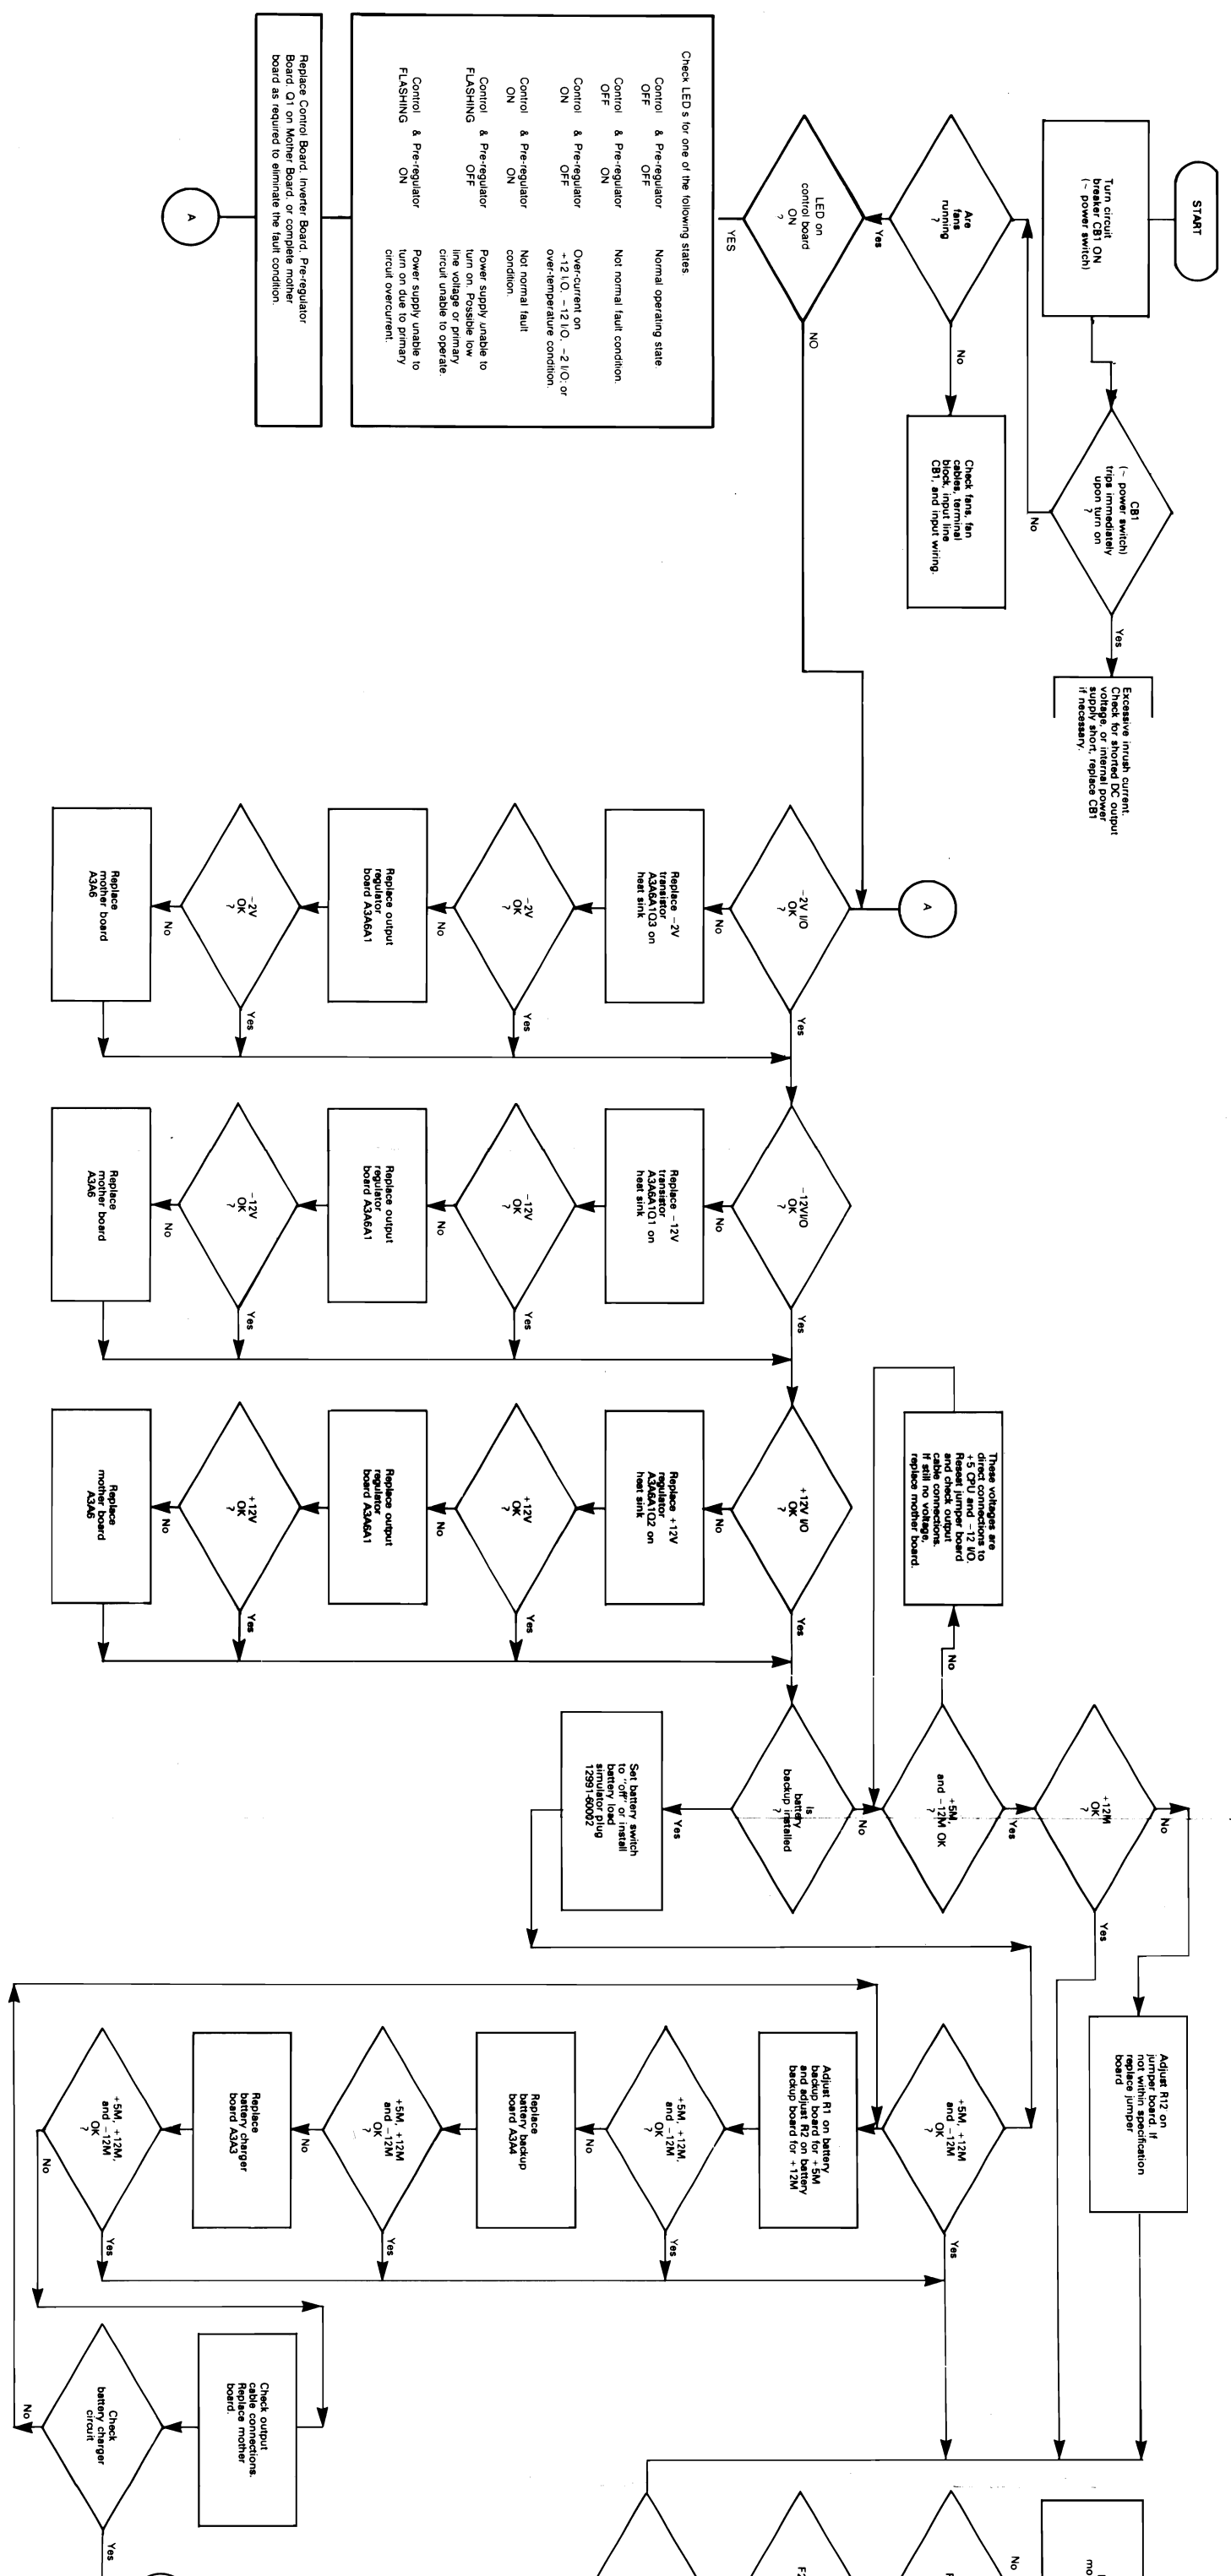 START
Turn circuit
breaker CB1 ON
(~ power switch)
CB1
(~ power switch)
trips immediately
upon turn on
?
Yes
No
Excessive inrush current.
Check for shorted DC output
voltage, or internal power
supply short, replace CB1
if necessary.
Are
fans
running
?
No
Yes
Check fans, fan
cables, terminal
block, input line
CB1, and input wiring.
LED on
control board
ON
?
NO
YES
Check LEDs for one of the following states:
Control & Pre-regulator Normal operating state.
OFF OFF
Control & Pre-regulator Not normal fault condition.
OFF ON
Control & Pre-regulator Over-current on
ON OFF +12 I/O, −12 I/O, −2 I/O; or
over-temperature condition.
Control & Pre-regulator Not normal fault
ON ON condition.
Control & Pre-regulator Power supply unable to
FLASHING OFF turn on. Possible low
line voltage or primary
circuit unable to operate.
Control & Pre-regulator Power supply unable to
FLASHING ON turn on due to primary
circuit overcurrent.
Replace Control Board, Inverter Board, Pre-regulator
Board, Q1 on Mother Board, or complete mother
board as required to eliminate the fault condition.
A
A
−2V I/O
OK
?
Yes
No
Replace −2V
transistor
A3A6A1Q3 on
heat sink
−2V
OK
?
Yes
No
Replace output
regulator
board A3A6A1
−2V
OK
?
Yes
No
Replace
mother board
A3A6
−12VI/O
OK
?
Yes
No
Replace −12V
transistor
A3A6A1Q1 on
heat sink
−12V
OK
?
Yes
No
Replace output
regulator
board A3A6A1
−12V
OK
?
Yes
No
Replace
mother board
A3A6
+12V I/O
OK
?
Yes
No
Replace +12V
regulator
A3A6A1Q2 on
heat sink
+12V
OK
?
Yes
No
Replace output
regulator
board A3A6A1
+12V
OK
?
Yes
No
Replace
mother board
A3A6
These voltages are
direct connections to
+5 CPU and −12 I/O.
Reseat jumper board
and check output
cable connections.
If still no voltage,
replace mother board.
No
+12M
OK
?
No
Yes
+5M,
and −12M OK
?
Yes
Is
battery
backup installed
?
No
Yes
Set battery switch
to "off" or install
battery load
simulator plug
12991-60002
Adjust R12 on
jumper board. If
not within specification
replace jumper
board
+5M, +12M
and −12M
OK
?
Yes
Adjust R1 on battery
backup board for +5M
and adjust R2 on battery
backup board for +12M
+5M, +12M,
and −12M
OK
?
Yes
No
Replace
battery backup
board A3A4
+5M, +12M
and −12M
OK
?
Yes
No
Replace
battery charger
board A3A3
+5M, +12M,
and −12M
OK
?
Yes
No
Check output
cable connections.
Replace mother
board.
Check
battery charger
circuit
No
Yes
No